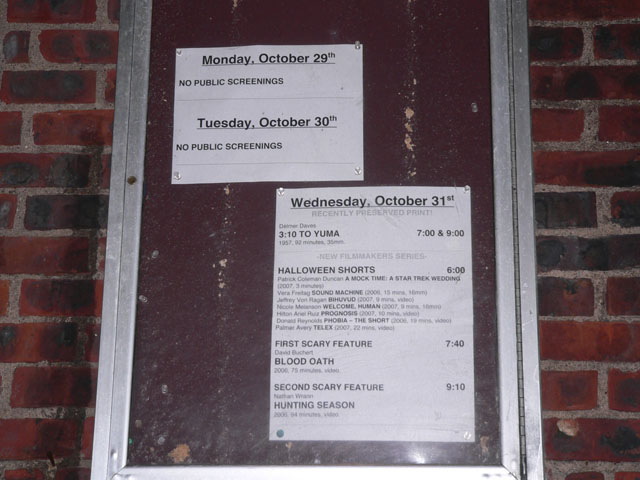 Monday, October 29th
NO PUBLIC SCREENINGS
Tuesday, October 30th
NO PUBLIC SCREENINGS
Wednesday, October 31st
RECENTLY PRESERVED PRINT!
Delmer Daves
3:10 TO YUMA 7:00 & 9:00
1957, 92 minutes, 35mm.
-NEW FILMMAKERS SERIES-
HALLOWEEN SHORTS 6:00
Patrick Coleman Duncan A MOCK TIME: A STAR TREK WEDDING
(2007, 3 minutes)
Vera Freitag SOUND MACHINE (2006, 15 mins, 16mm)
Jeffrey Von Ragan BIHUVUD (2007, 9 mins, video)
Nicole WELCOME, HUMAN (2007, 9 mins, 16mm)
Hilton Ariel Ruiz PROGNOSIS (2007, 10 mins, video)
Donald Reynolds PHOBIA – THE SHORT (2006, 19 mins, video)
Palmer Avery TELEX (2007, 22 mins, video)
FIRST SCARY FEATURE 7:40
David Buchert
BLOOD OATH
2006, 75 minutes, video.
SECOND SCARY FEATURE 9:10
Nathan Wrann
HUNTING SEASON
minutes, video